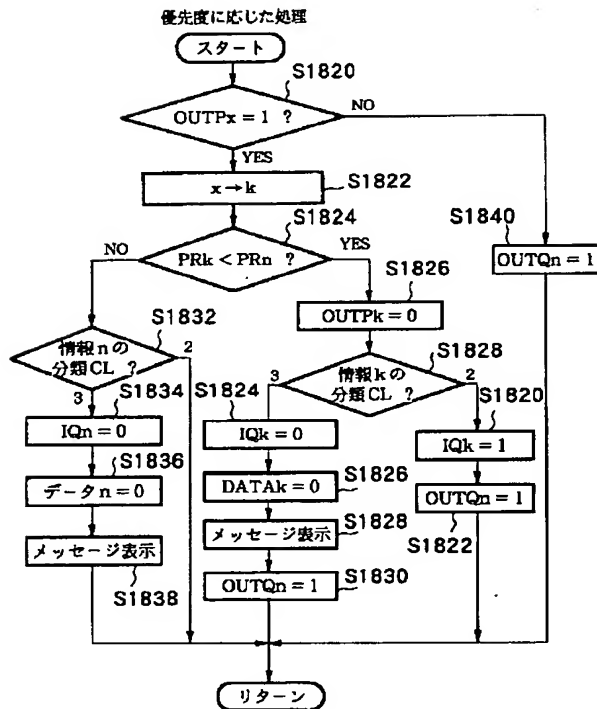 優先度に応じた処理
スタート
S1820
OUTPx = 1 ?
NO
YES
x→k
S1822
S1824
PRk < PRn ?
NO
YES
S1840
OUTQn = 1
S1826
OUTPk = 0
S1832
情報 n の
分類CL ?
2
3
S1828
情報 k の
分類CL ?
3
2
S1834
IQn = 0
S1824
IQk = 0
S1820
IQk = 1
S1836
データ n = 0
S1826
DATAk = 0
OUTQn = 1
S1822
メッセージ表示
S1838
S1828
メッセージ表示
S1830
OUTQn = 1
リターン